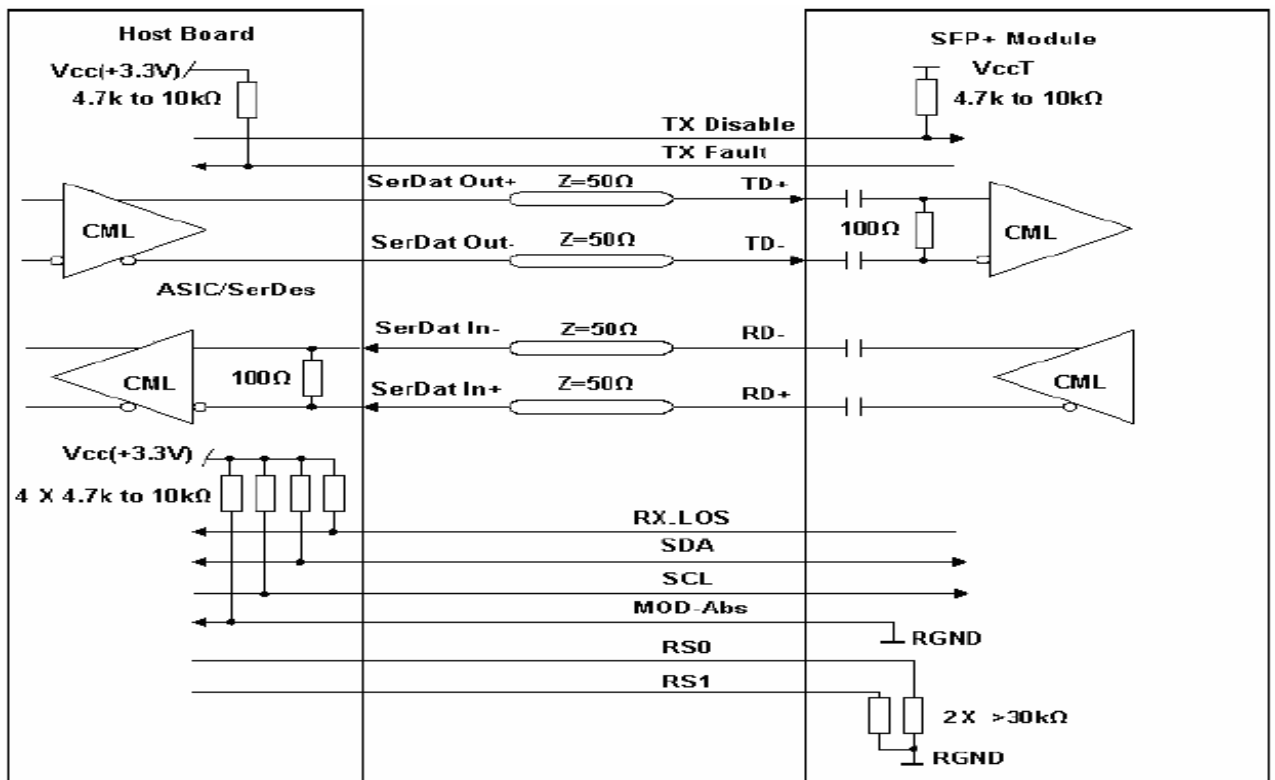 Host Board
SFP+ Module
Vcc(+3.3V)
4.7k to 10kΩ
VccT
4.7k to 10kΩ
TX Disable
TX Fault
SerDat Out+
Z=50Ω
TD+
CML
100Ω
CML
SerDat Out-
Z=50Ω
TD-
ASIC/SerDes
SerDat In-
Z=50Ω
RD-
CML
100Ω
CML
SerDat In+
Z=50Ω
RD+
Vcc(+3.3V)
4 X 4.7k to 10kΩ
RX_LOS
SDA
SCL
MOD-Abs
RGND
RS0
RS1
2X >30kΩ
RGND